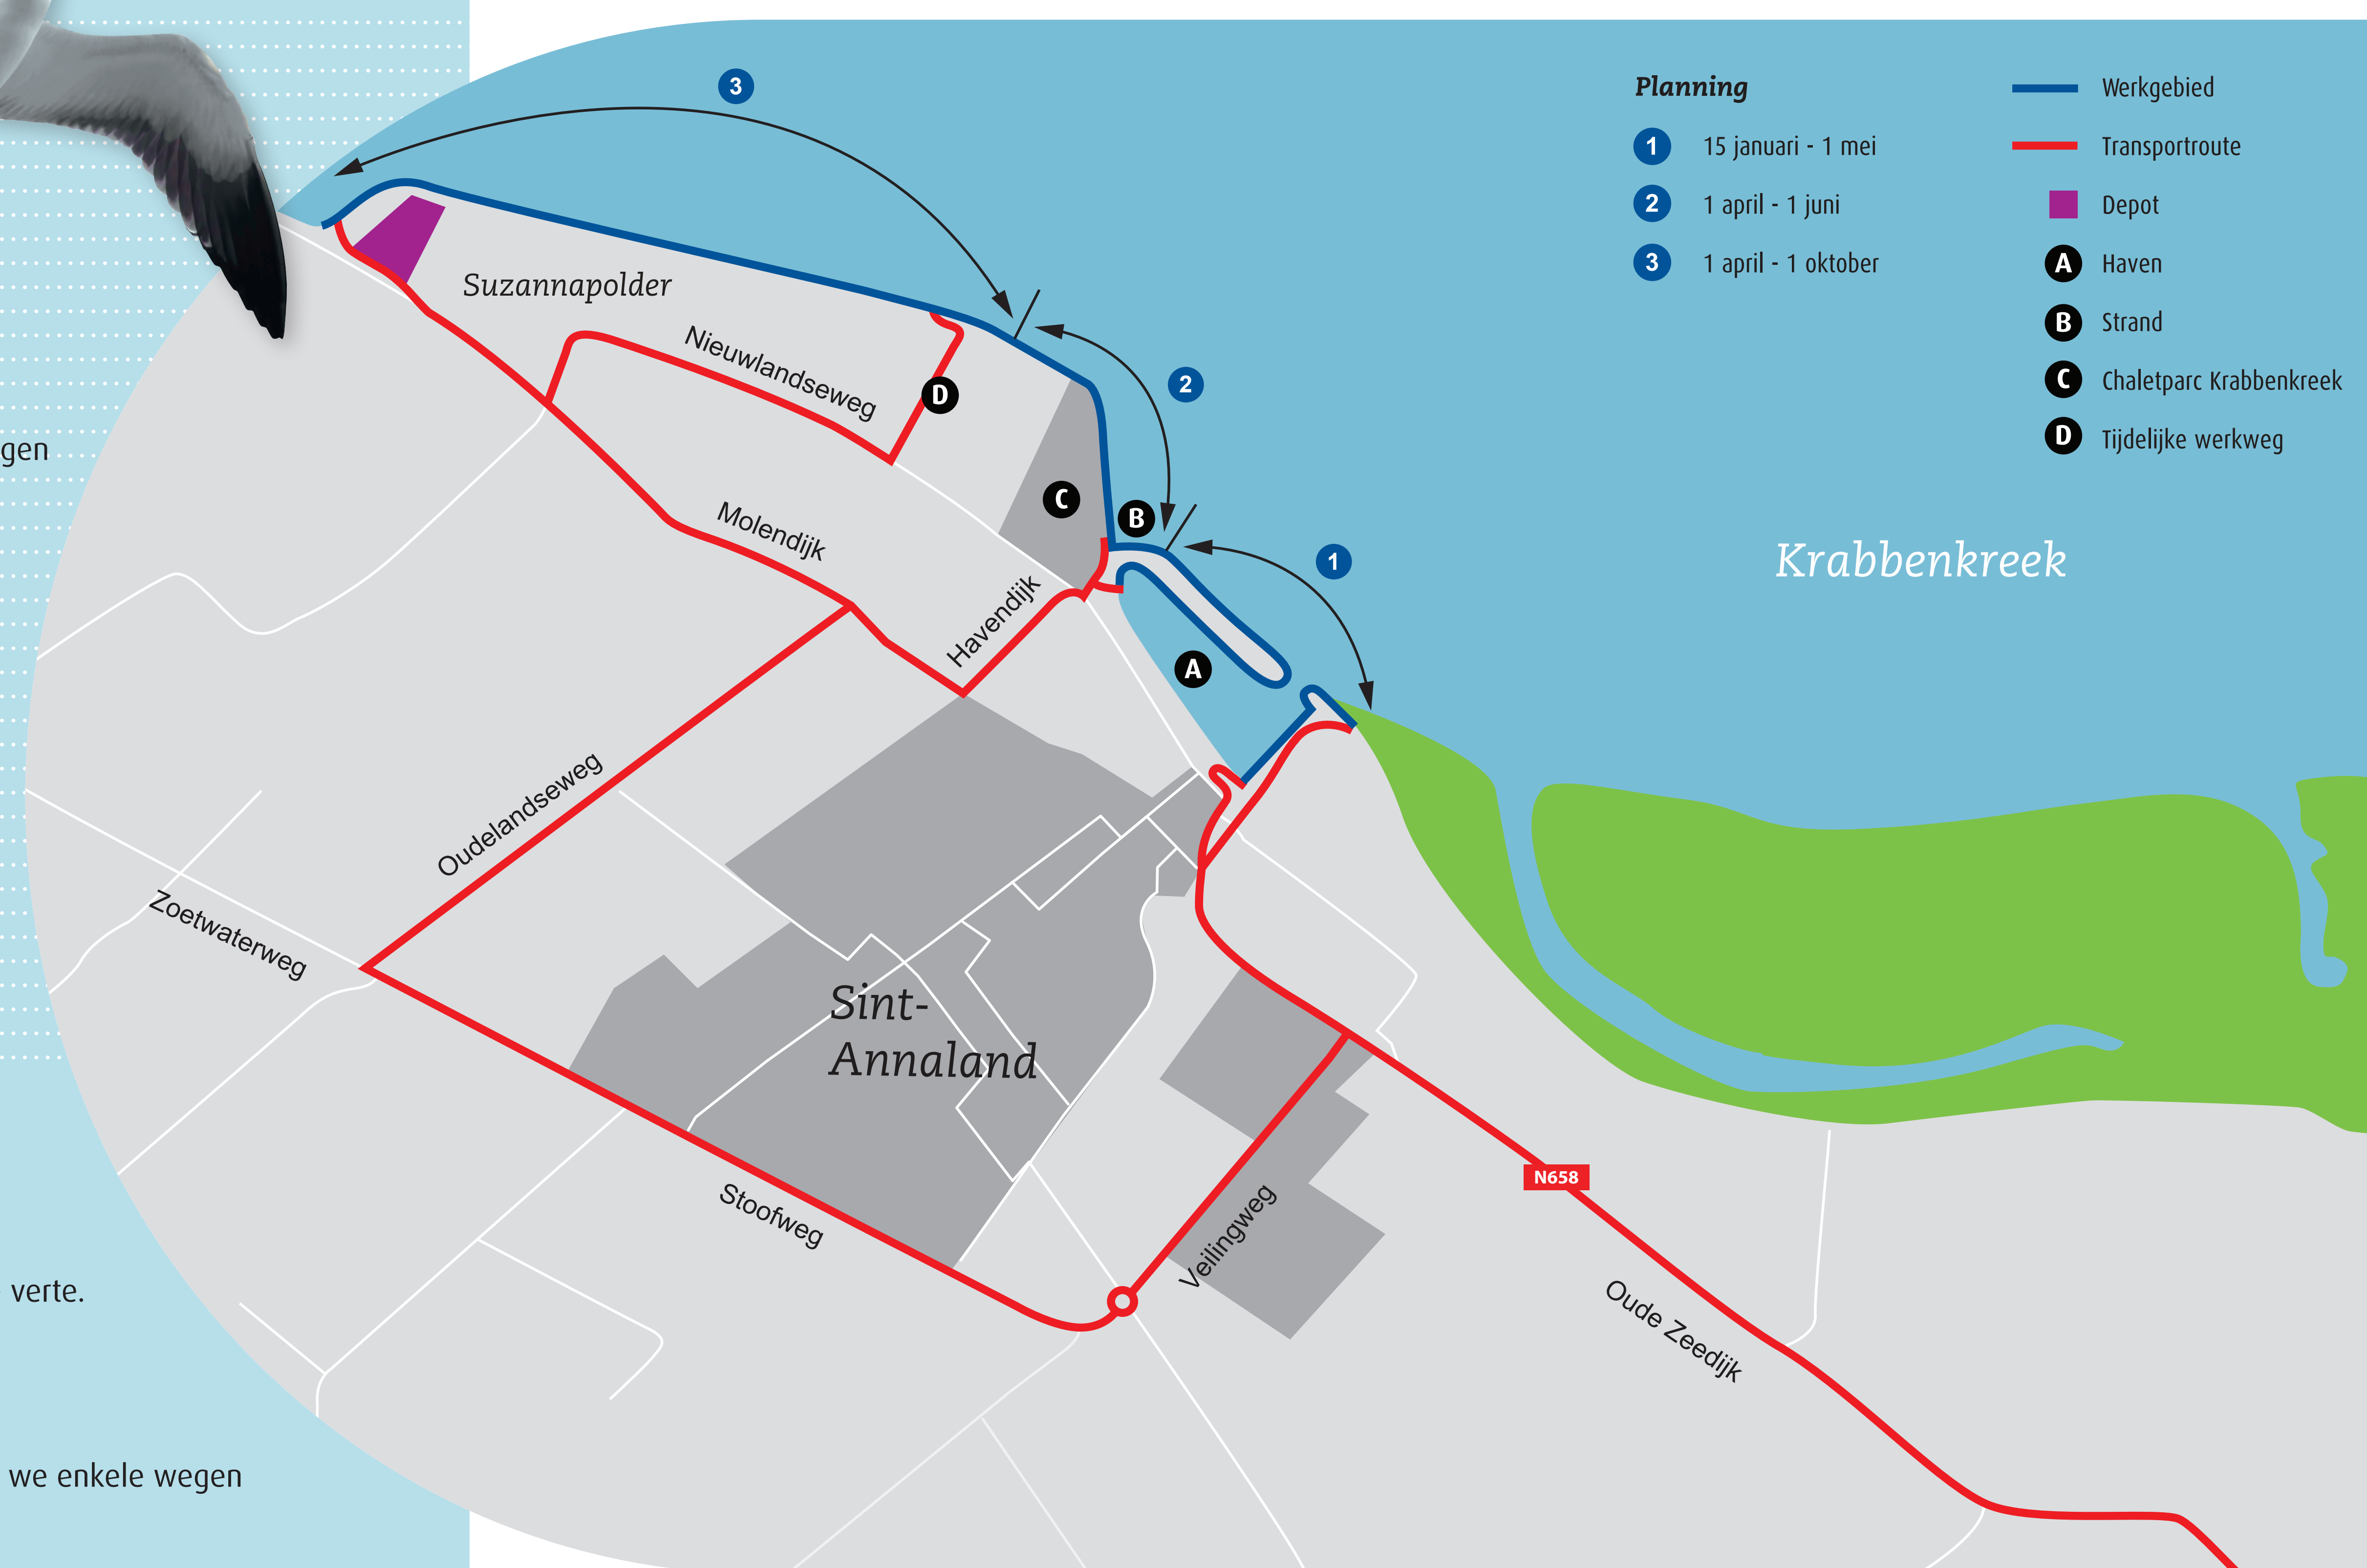 Planning
1 15 januari - 1 mei
2 1 april - 1 juni
3 1 april - 1 oktober
Werkgebied
Transportroute
Depot
A Haven
B Strand
C Chaletparc Krabbenkreek
D Tijdelijke werkweg
3
2
1
Suzannapolder
Nieuwlandseweg
D
C
B
A
Molendijk
Havendijk
Krabbenkreek
Oudelandseweg
Zoetwaterweg
Sint-
Annaland
Stoofweg
Veilingweg
N658
Oude Zeedijk
gen
verte.
we enkele wegen